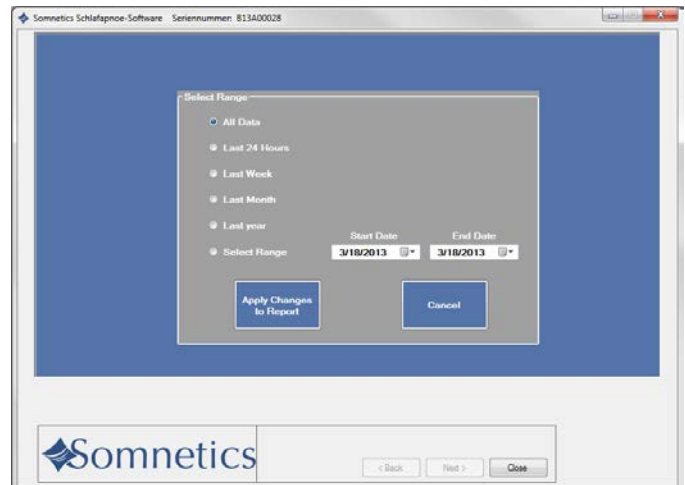 Somnetics Schlafapnoe-Software Seriennummer: B13A00028
Select Range
All Data
Last 24 Hours
Last Week
Last Month
Last year
Start Date End Date
Select Range 3/18/2013 3/18/2013
Apply Changes
to Report
Cancel
Somnetics
< Back Next > Close